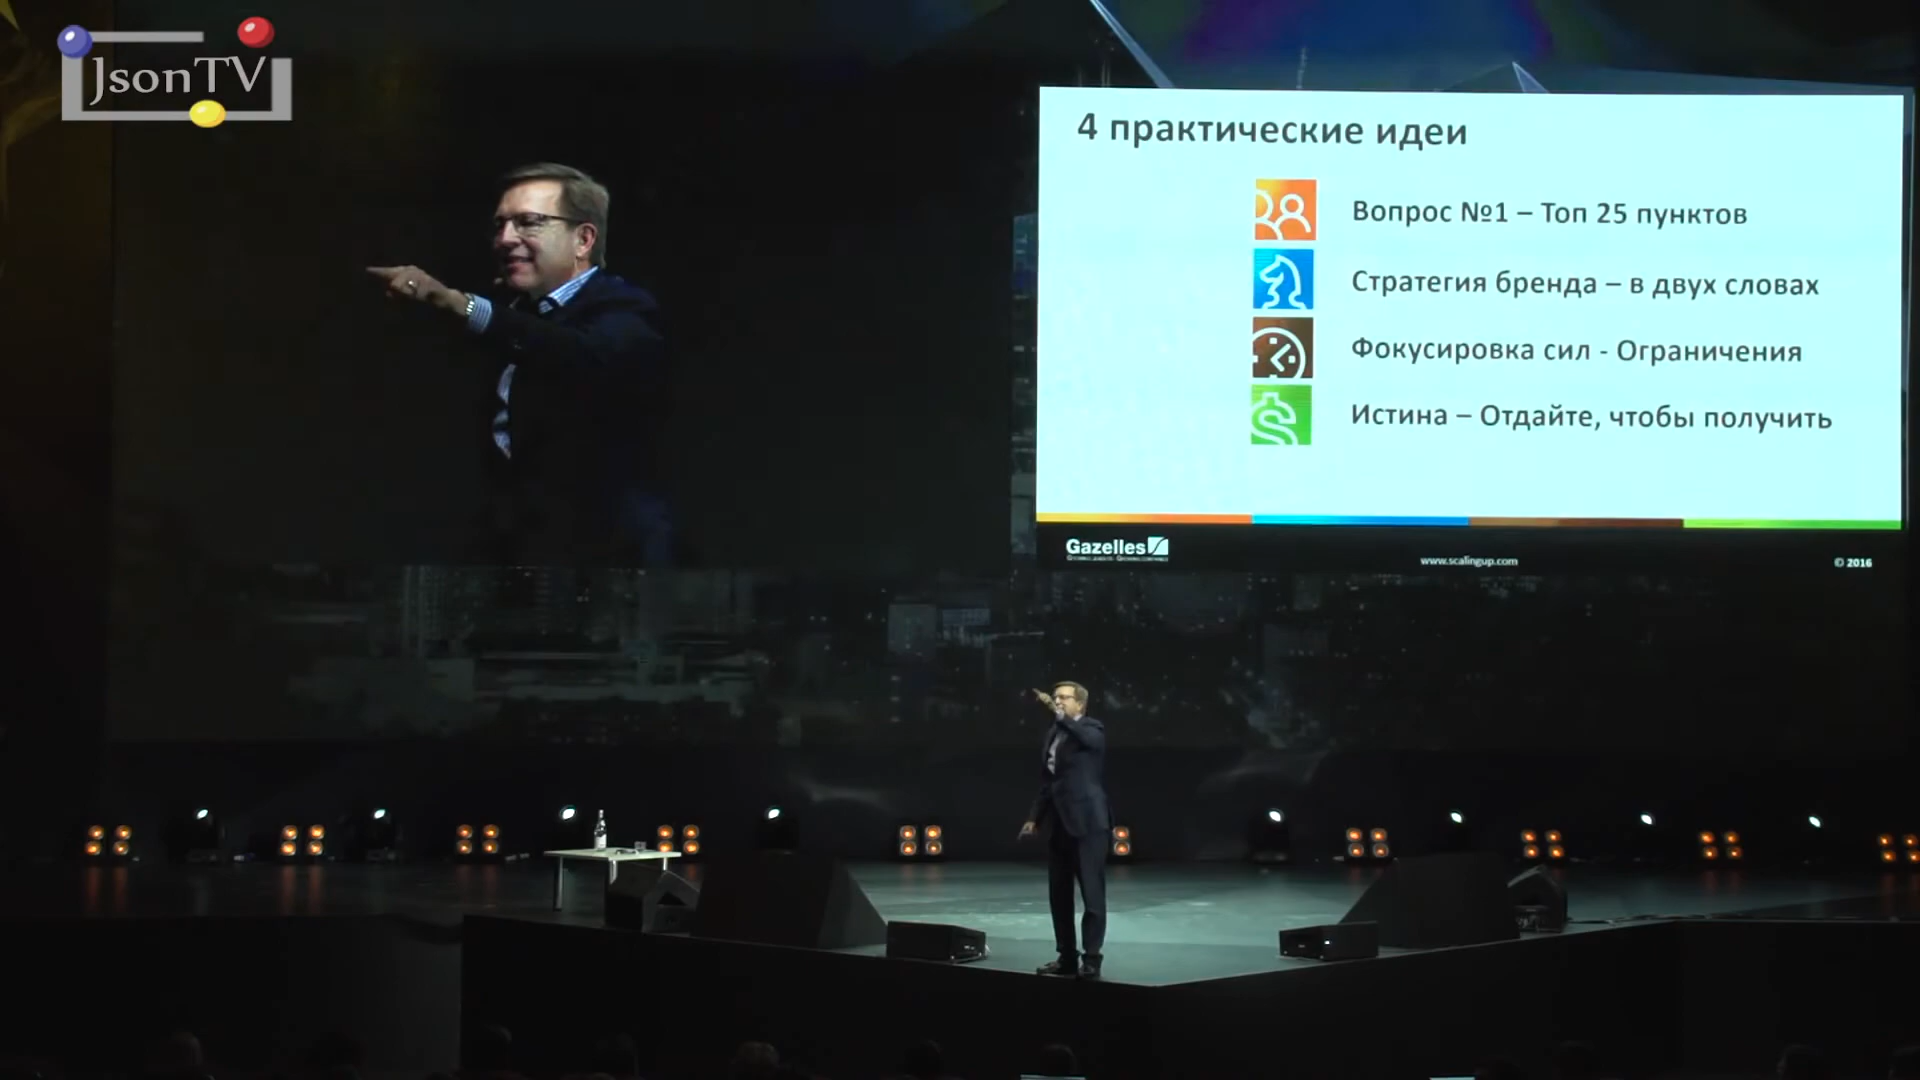 JsonTV
4 практические идеи
Вопрос №1 – Топ 25 пунктов
Стратегия бренда – в двух словах
Фокусировка сил - Ограничения
Истина – Отдайте, чтобы получить
Gazelles
www.scalingup.com
© 2016